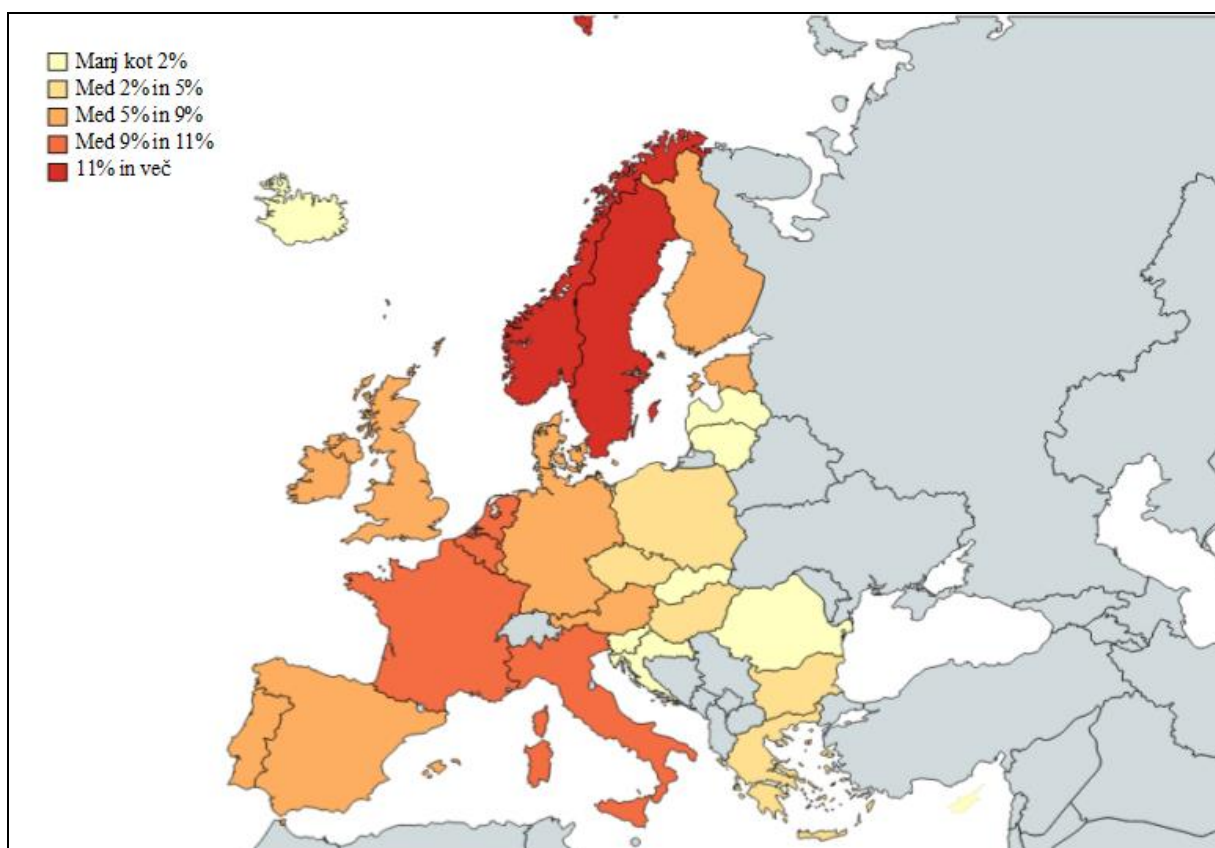 Manj kot 2%
Med 2% in 5%
Med 5% in 9%
Med 9% in 11%
11% in več